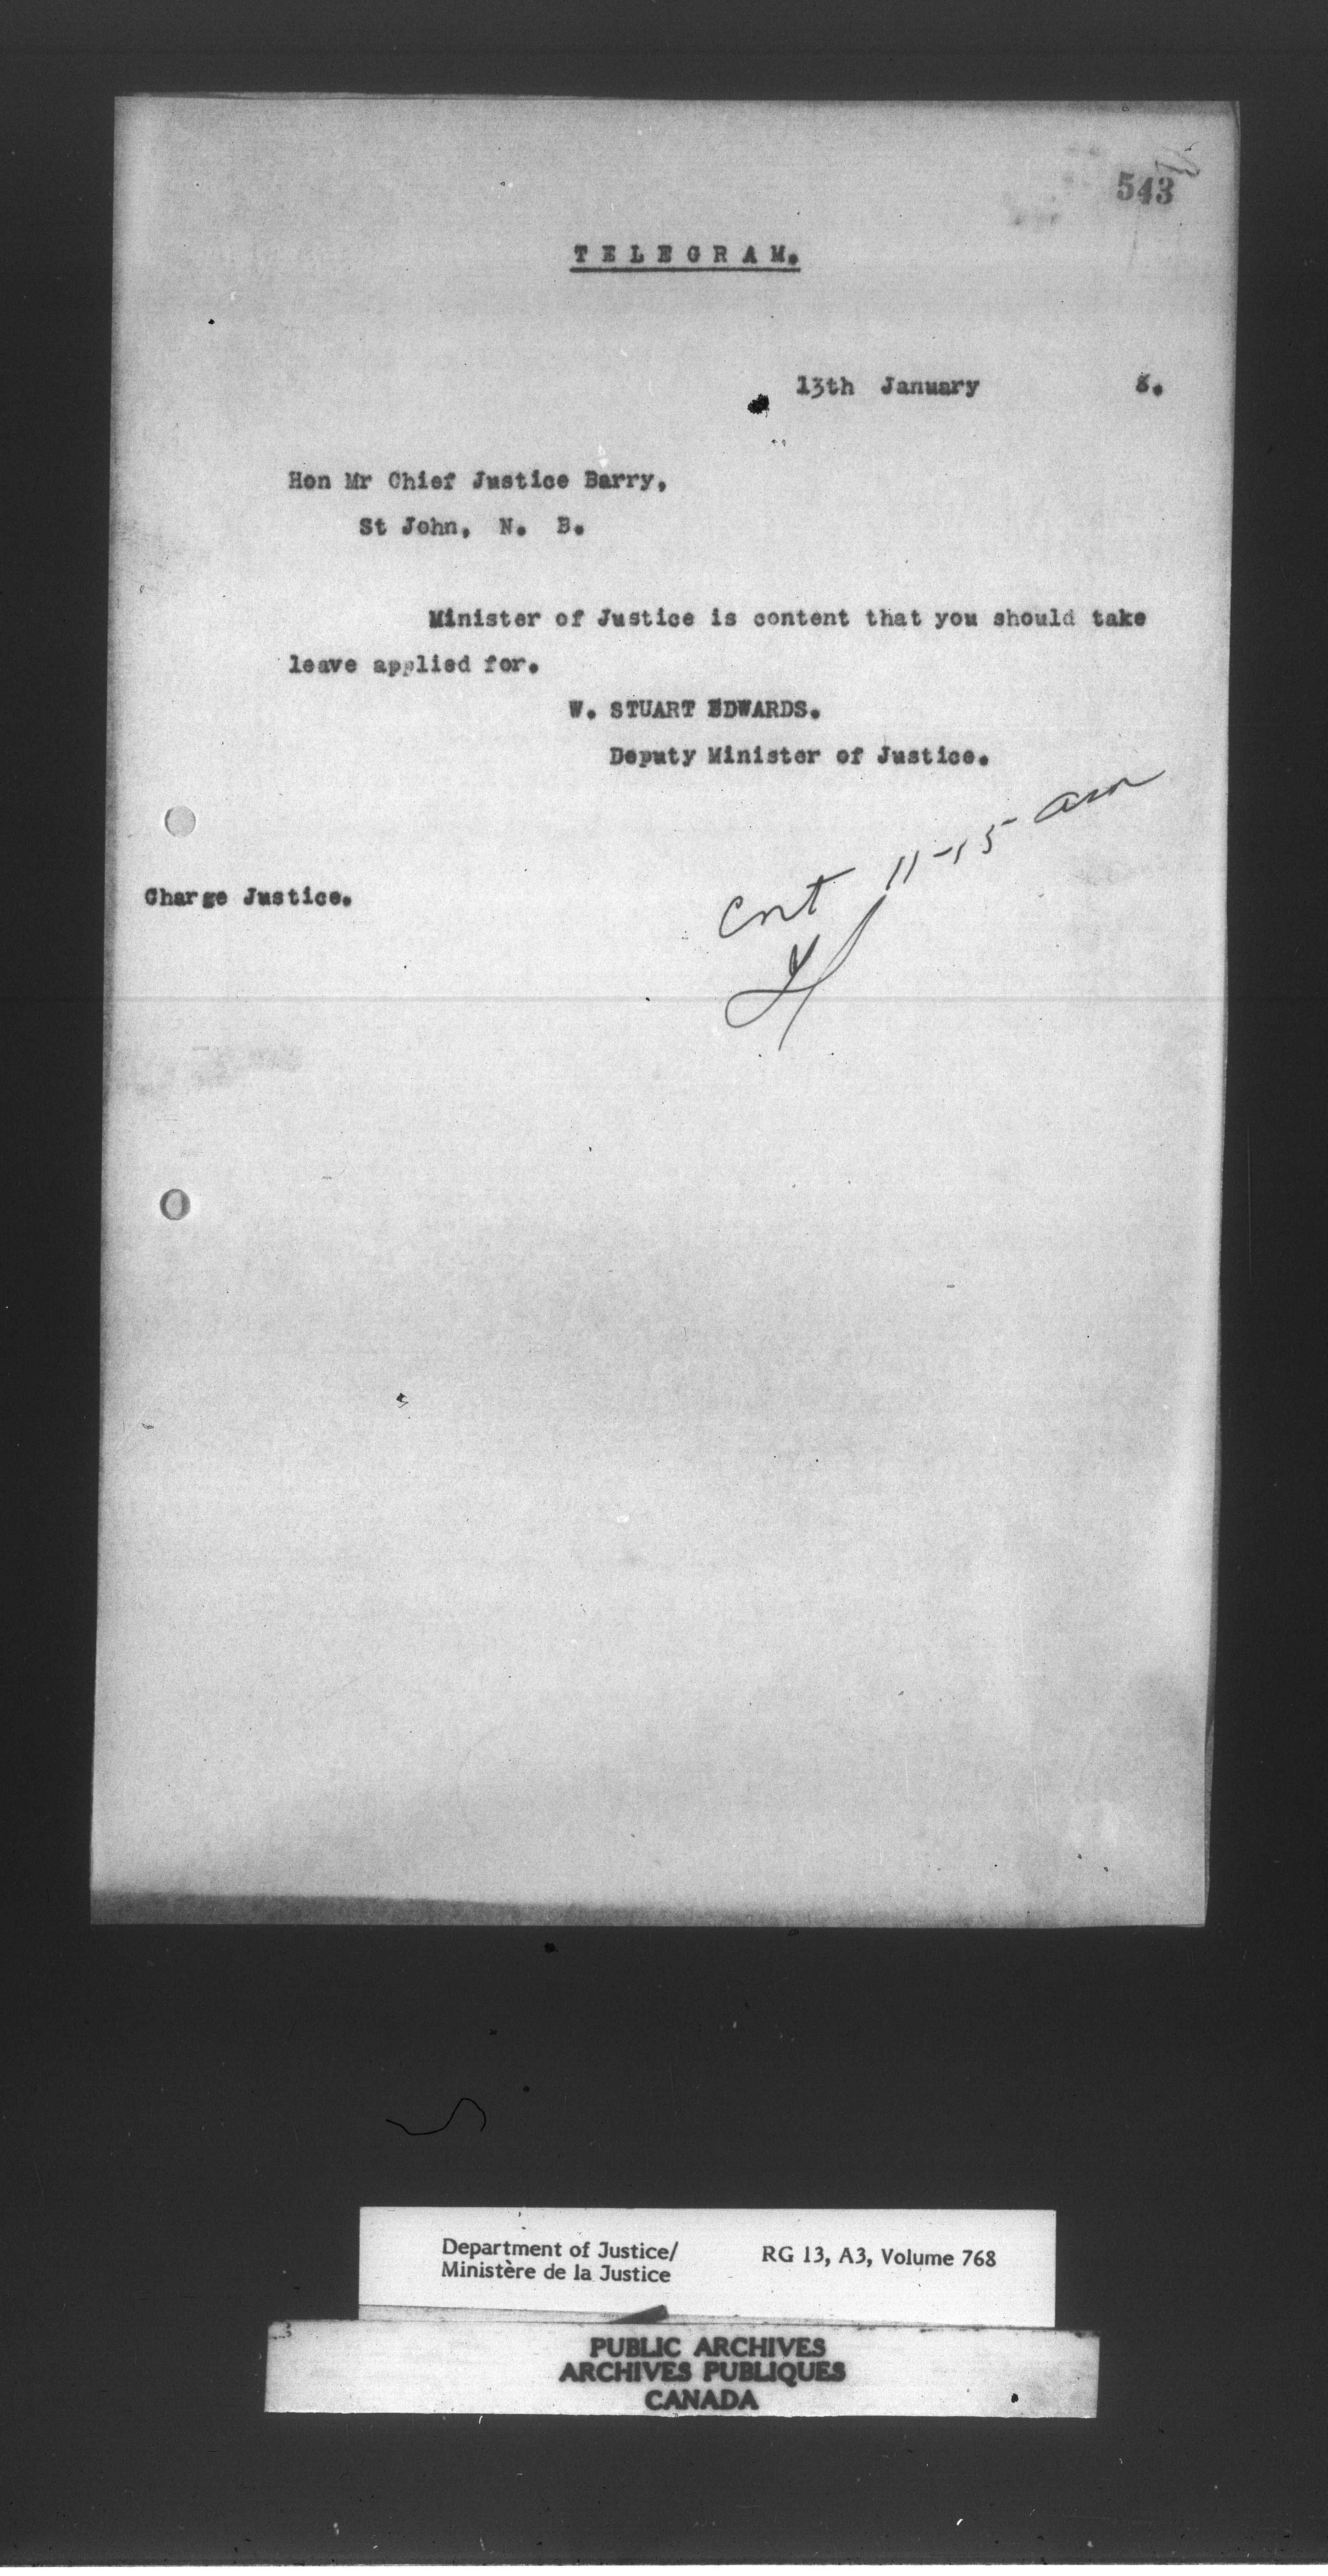 543
TELEGRAM.
13th January 8.
Hon Mr Chief Justice Barry,
St John, N. B.
Minister of Justice is content that you should take
leave applied for.
W. STUART EDWARDS.
Deputy Minister of Justice.
11-15 am
Charge Justice.
Department of Justice/ RG 13, A3, Volume 768
Ministère de la Justice
PUBLIC ARCHIVES
ARCHIVES PUBLIQUES
CANADA